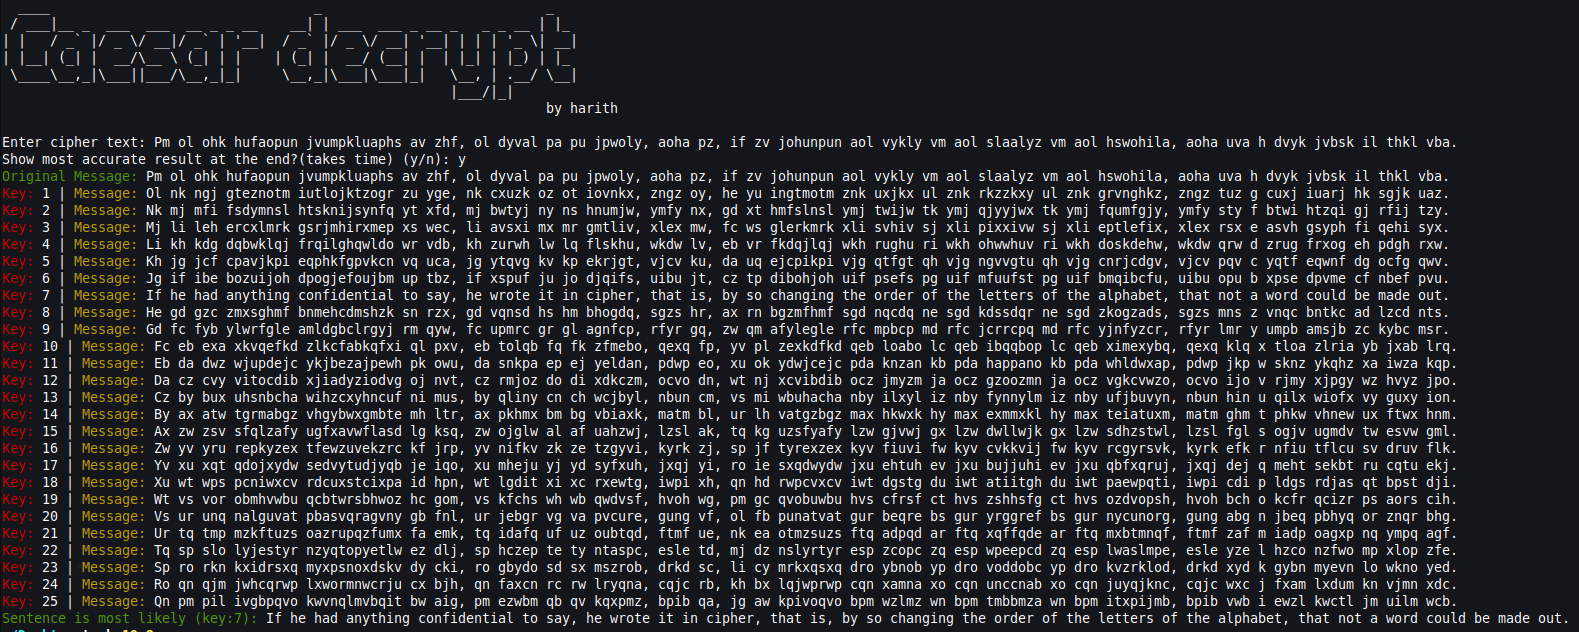 Caesar decrypt
by harith
Enter cipher text: Pm ol ohk hufaopun jvumpkluaphs av zhf, ol dyval pa pu jpwoly, aoha pz, if zv johunpun aol vykly vm aol slaalyz vm aol hswohila, aoha uva h dvyk jvbsk il thkl vba.
Show most accurate result at the end?(takes time) (y/n): y
Original Message: Pm ol ohk hufaopun jvumpkluaphs av zhf, ol dyval pa pu jpwoly, aoha pz, if zv johunpun aol vykly vm aol slaalyz vm aol hswohila, aoha uva h dvyk jvbsk il thkl vba.
Key: 1 | Message: Ol nk ngj gteznotm iutlojktzogr zu yge, nk cxuzk oz ot iovnkx, zngz oy, he yu ingtmotm znk uxjkx ul znk rkzzkxy ul znk grvnghkz, zngz tuz g cuxj iuarj hk sgjk uaz.
Key: 2 | Message: Nk mj mfi fsdymnsl htsknijsynfq yt xfd, mj bwtyj ny ns hnumjw, ymfy nx, gd xt hmfslnsl ymj twijw tk ymj qjyyjwx tk ymj fqumfgjy, ymfy sty f btwi htzqi gj rfij tzy.
Key: 3 | Message: Mj li leh ercxlmrk gsrjmhirxmep xs wec, li avsxi mx mr gmtliv, xlex mw, fc ws glerkmrk xli svhiv sj xli pixxivw sj xli eptlefix, xlex rsx e asvh gsyph fi qehi syx.
Key: 4 | Message: Li kh kdg dqbwklqj frqilghqwldo wr vdb, kh zurwh lw lq flskhu, wkdw lv, eb vr fkdqjlqj wkh rughu ri wkh ohwwhuv ri wkh doskdehw, wkdw qrw d zrug frxog eh pdgh rxw.
Key: 5 | Message: Kh jg jcf cpavjkpi eqphkfgpvkcn vq uca, jg ytqvg kv kp ekrjgt, vjcv ku, da uq ejcpikpi vjg qtfgt qh vjg ngvvgtu qh vjg cnrjcdgv, vjcv pqv c yqtf eqwnf dg ocfg qwv.
Key: 6 | Message: Jg if ibe bozuijoh dpogjefoujbm up tbz, if xspuf ju jo djqifs, uibu jt, cz tp dibohjoh uif psefs pg uif mfuufst pg uif bmqibcfu, uibu opu b xpse dpvme cf nbef pvu.
Key: 7 | Message: If he had anything confidential to say, he wrote it in cipher, that is, by so changing the order of the letters of the alphabet, that not a word could be made out.
Key: 8 | Message: He gd gzc zmxsghmf bnmehcdmshzk sn rzx, gd vqnsd hs hm bhogdq, sgzs hr, ax rn bgzmfhmf sgd nqcdq ne sgd kdssdqr ne sgd zkogzads, sgzs mns z vnqc bntkc ad lzcd nts.
Key: 9 | Message: Gd fc fyb ylwrfgle amldgbclrgyj rm qyw, fc upmrc gr gl agnfcp, rfyr gq, zw qm afylegle rfc mpbcp md rfc jcrrcpq md rfc yjnfyzcr, rfyr lmr y umpb amsjb zc kybc msr.
Key: 10 | Message: Fc eb exa xkvqefkd zlkcfabkqfxi ql pxv, eb tolqb fq fk zfmebo, qexq fp, yv pl zexkdfkd qeb loabo lc qeb ibqqbop lc qeb ximexybq, qexq klq x tloa zlria yb jxab lrq.
Key: 11 | Message: Eb da dwz wjupdejc ykjbezajpewh pk owu, da snkpa ep ej yeldan, pdwp eo, xu ok ydwjcejc pda knzan kb pda happano kb pda whldwxap, pdwp jkp w sknz ykqhz xa iwza kqp.
Key: 12 | Message: Da cz cvy vitocdib xjiadyziodvg oj nvt, cz rmjoz do di xdkczm, ocvo dn, wt nj xcvibdib ocz jmyzm ja ocz gzoozmn ja ocz vgkcvwzo, ocvo ijo v rjmy xjpgy wz hvyz jpo.
Key: 13 | Message: Cz by bux uhsnbcha wihzcxyhncuf ni mus, by qliny cn ch wcjbyl, nbun cm, vs mi wbuhacha nby ilxyl iz nby fynnylm iz nby ufjbuvyn, nbun hin u qilx wiofx vy guxy ion.
Key: 14 | Message: By ax atw tgrmabgz vhgybwxgmbte mh ltr, ax pkhmx bm bg vbiaxk, matm bl, ur lh vatgzbgz max hkwxk hy max exmmxkl hy max teiatuxm, matm ghm t phkw vhnew ux ftwx hnm.
Key: 15 | Message: Ax zw zsv sfqlzafy ugfxavwflasd lg ksq, zw ojglw al af uahzwj, lzsl ak, tq kg uzsfyafy lzw gjvwj gx lzw dwllwjk gx lzw sdhzstwl, lzsl fgl s ogjv ugmdv tw esvw gml.
Key: 16 | Message: Zw yv yru repkyzex tfewzuvekzrc kf jrp, yv nifkv zk ze tzgyvi, kyrk zj, sp jf tyrexzex kyv fiuvi fw kyv cvkkvij fw kyv rcgyrsvk, kyrk efk r nfiu tflcu sv druv flk.
Key: 17 | Message: Yv xu xqt qdojxydw sedvytudjyqb je iqo, xu mheju yj yd syfxuh, jxqj yi, ro ie sxqdwydw jxu ehtuh ev jxu bujjuhi ev jxu qbfxqruj, jxqj dej q meht sekbt ru cqtu ekj.
Key: 18 | Message: Xu wt wps pcniwxcv rdcuxstcixpa id hpn, wt lgdit xi xc rxewtg, iwpi xh, qn hd rwpcvxcv iwt dgstg du iwt atiitgh du iwt paewpqti, iwpi cdi p ldgs rdjas qt bpst dji.
Key: 19 | Message: Wt vs vor obmhvwbu qcbtwrsbhwoz hc gom, vs kfchs wh wb qwdvsf, hvoh wg, pm gc qvobuwbu hvs cfrsf ct hvs zshhsfg ct hvs ozdvopsh, hvoh bch o kcfr qcizr ps aors cih.
Key: 20 | Message: Vs ur unq nalguvat pbasvqragvny gb fnl, ur jebgr vg va pvcure, gung vf, ol fb punatvat gur beqre bs gur yrggref bs gur nycunorg, gung abg n jbeq pbhyq or znqr bhg.
Key: 21 | Message: Ur tq tmp mzkftuzs oazrupqzfumx fa emk, tq idafq uf uz oubtqd, ftmf ue, nk ea otmzsuzs ftq adpqd ar ftq xqffqde ar ftq mxbtmnqf, ftmf zaf m iadp oagxp nq ympq agf.
Key: 22 | Message: Tq sp slo lyjestyr nzyqtopyetlw ez dlj, sp hczep te ty ntaspc, esle td, mj dz nslyrtyr esp zcopc zq esp wpeepcd zq esp lwaslmpe, esle yze l hzco nzfwo mp xlop zfe.
Key: 23 | Message: Sp ro rkn kxidrsxq myxpsnoxdskv dy cki, ro gbydo sd sx mszrob, drkd sc, li cy mrkxqsxq dro ybnob yp dro voddobc yp dro kvzrklod, drkd xyd k gybn myevn lo wkno yed.
Key: 24 | Message: Ro qn qjm jwhcqrwp lxwormnwcrju cx bjh, qn faxcn rc rw lryqna, cqjc rb, kh bx lqjwprwp cqn xamna xo cqn unccnab xo cqn juyqjknc, cqjc wxc j fxam lxdum kn vjmn xdc.
Key: 25 | Message: Qn pm pil ivgbpqvo kwvnqlmvbqit bw aig, pm ezwbm qb qv kqxpmz, bpib qa, jg aw kpivoqvo bpm wzlmz wn bpm tmbbmza wn bpm itxpijmb, bpib vwb i ewzl kwctl jm uilm wcb.
Sentence is most likely (key:7): If he had anything confidential to say, he wrote it in cipher, that is, by so changing the order of the letters of the alphabet, that not a word could be made out.